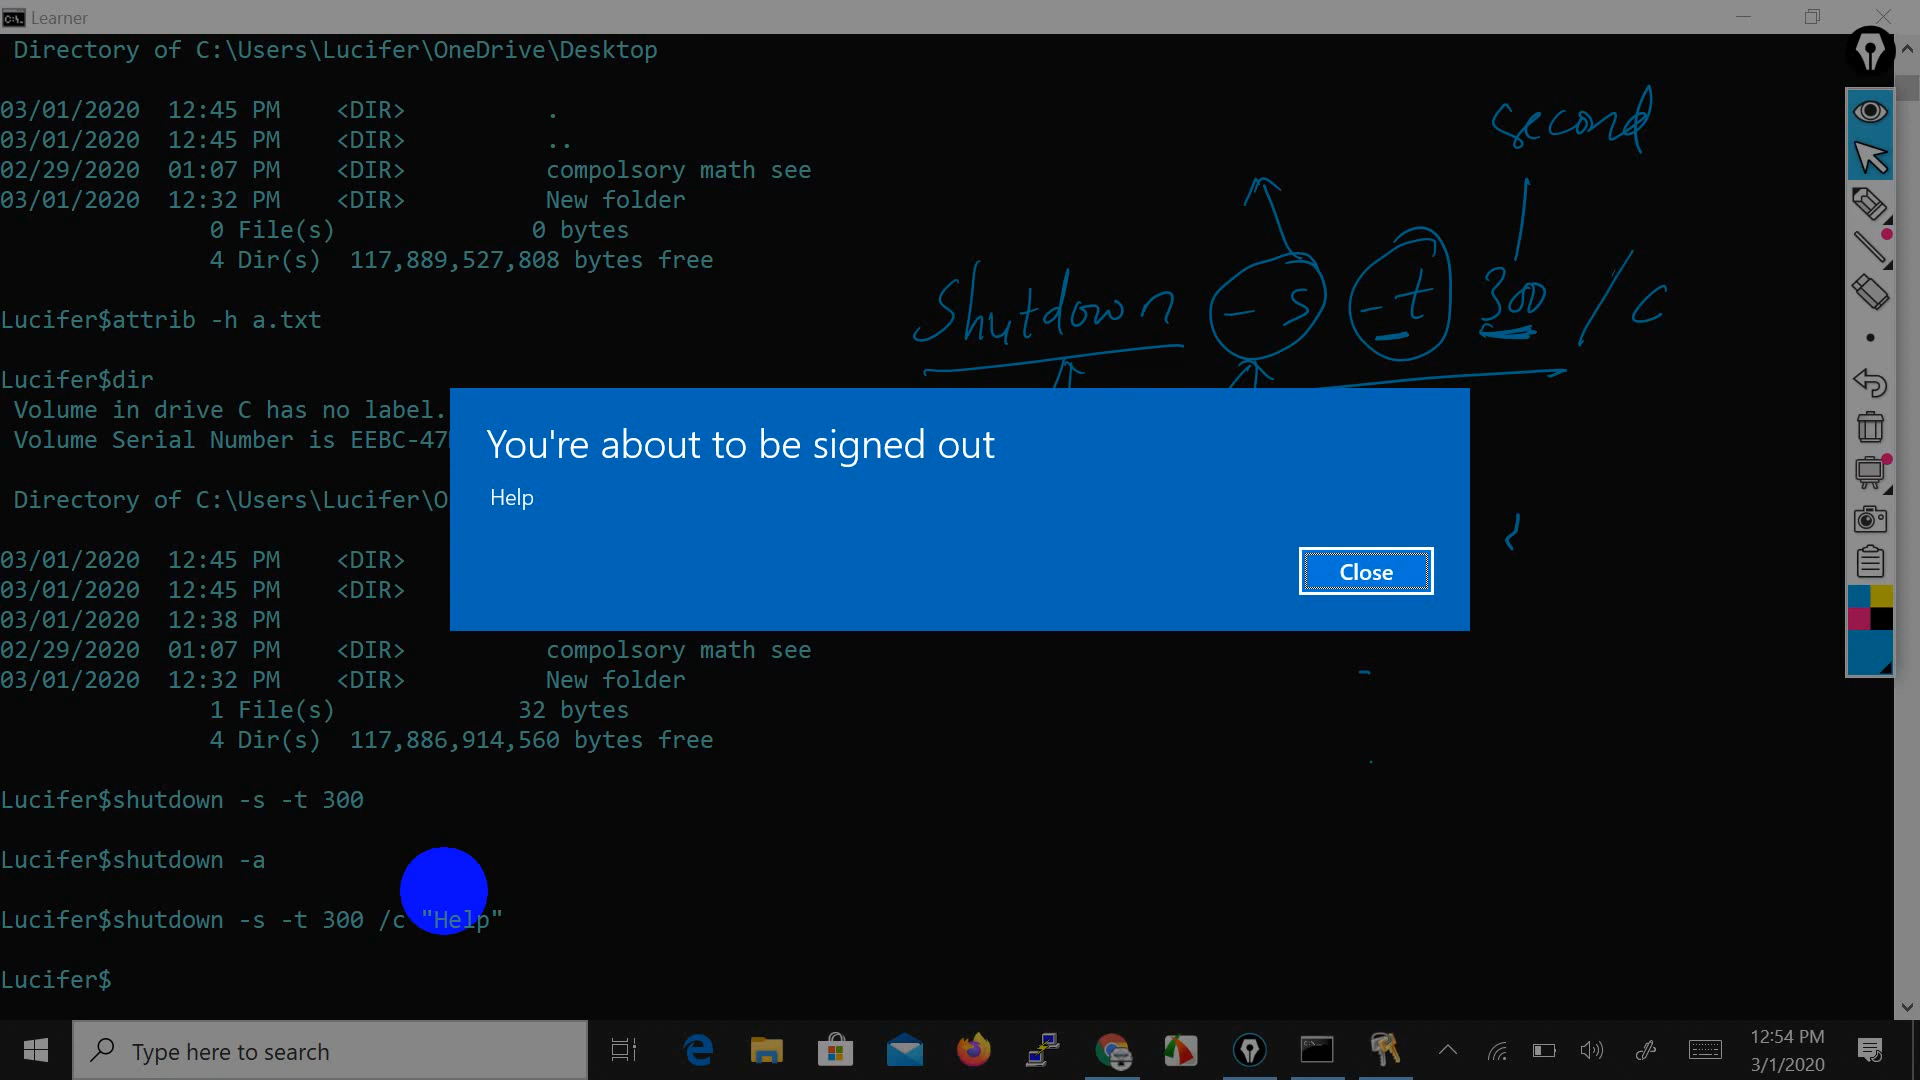 Learner
Directory of C:\Users\Lucifer\OneDrive\Desktop
03/01/2020 12:45 PM <DIR> .
03/01/2020 12:45 PM <DIR> ..
02/29/2020 01:07 PM <DIR> compolsory math see
03/01/2020 12:32 PM <DIR> New folder
0 File(s) 0 bytes
4 Dir(s) 117,889,527,808 bytes free
second
Shutdown -s -t 300 /c
Lucifer$attrib -h a.txt
Lucifer$dir
Volume in drive C has no label.
Volume Serial Number is EEBC-47
Directory of C:\Users\Lucifer\O
03/01/2020 12:45 PM <DIR>
03/01/2020 12:45 PM <DIR>
03/01/2020 12:38 PM
02/29/2020 01:07 PM <DIR> compolsory math see
03/01/2020 12:32 PM <DIR> New folder
1 File(s) 32 bytes
4 Dir(s) 117,886,914,560 bytes free
You're about to be signed out
Help
Close
Lucifer$shutdown -s -t 300
Lucifer$shutdown -a
Lucifer$shutdown -s -t 300 /c "Help"
Lucifer$
Type here to search
12:54 PM
3/1/2020